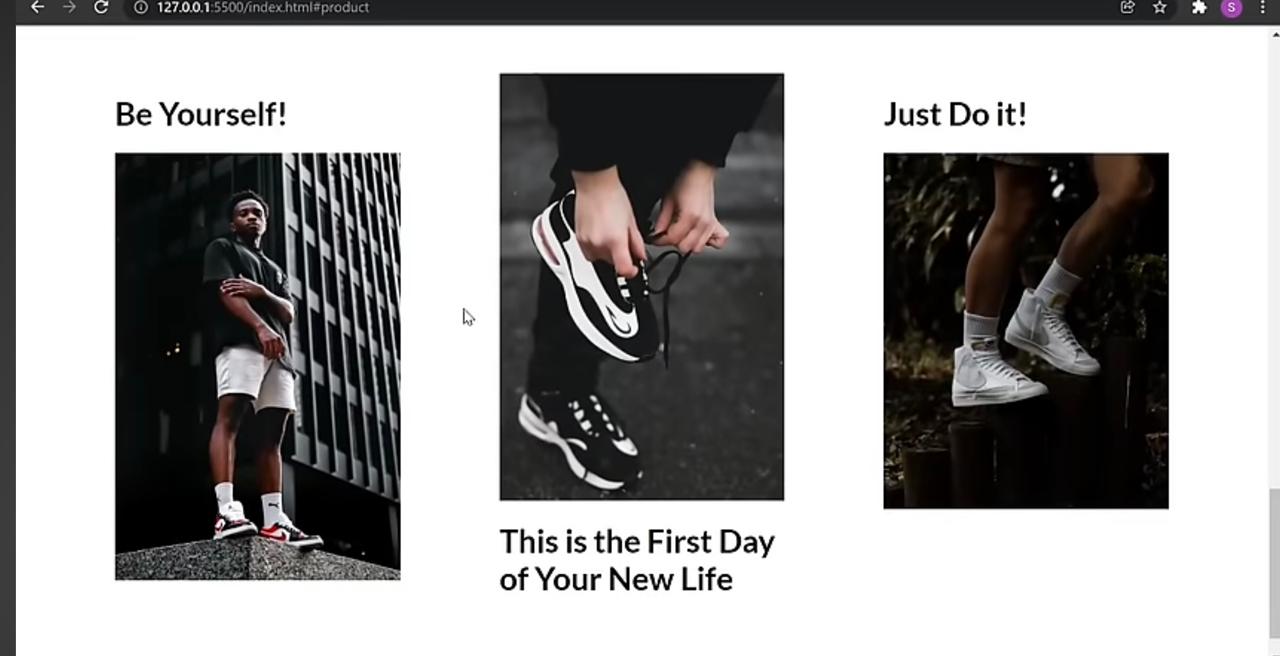 127.0.0.1:5500/index.html#product
S
Be Yourself!
Just Do it!
This is the First Day
of Your New Life